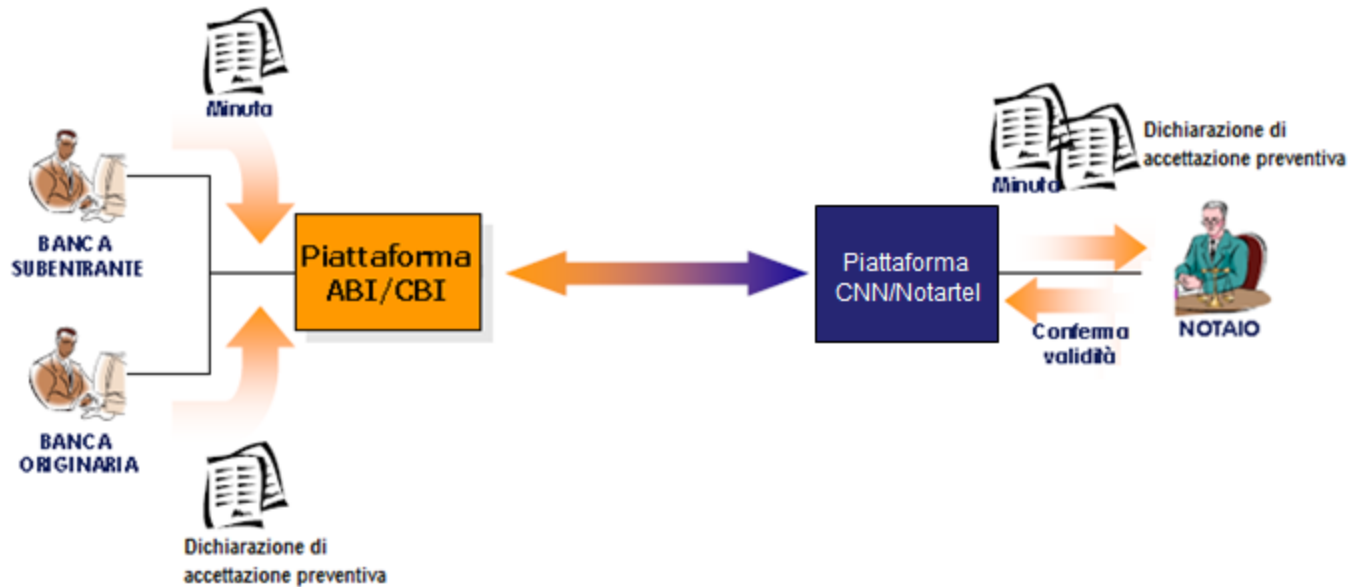 Minuta
BANCA
SUBENTRANTE
Piattaforma
ABI/CBI
BANCA
ORIGINARIA
Dichiarazione di
accettazione preventiva
Piattaforma
CNN/Notartel
Minuta
Dichiarazione di
accettazione preventiva
NOTAIO
Conferma
validità